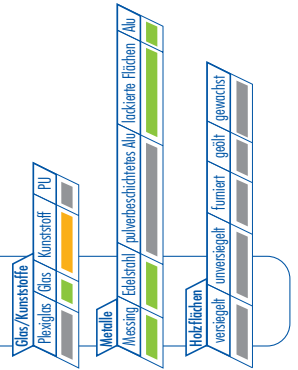 Glas/Kunststoffe
Plexiglas
Glas
Kunststoff
PU
Metalle
Messing
Edelstahl
pulverbeschichtetes Alu
lackierte Flächen
Alu
Holzflächen
versiegelt
unversiegelt
furniert
geölt
gewachst